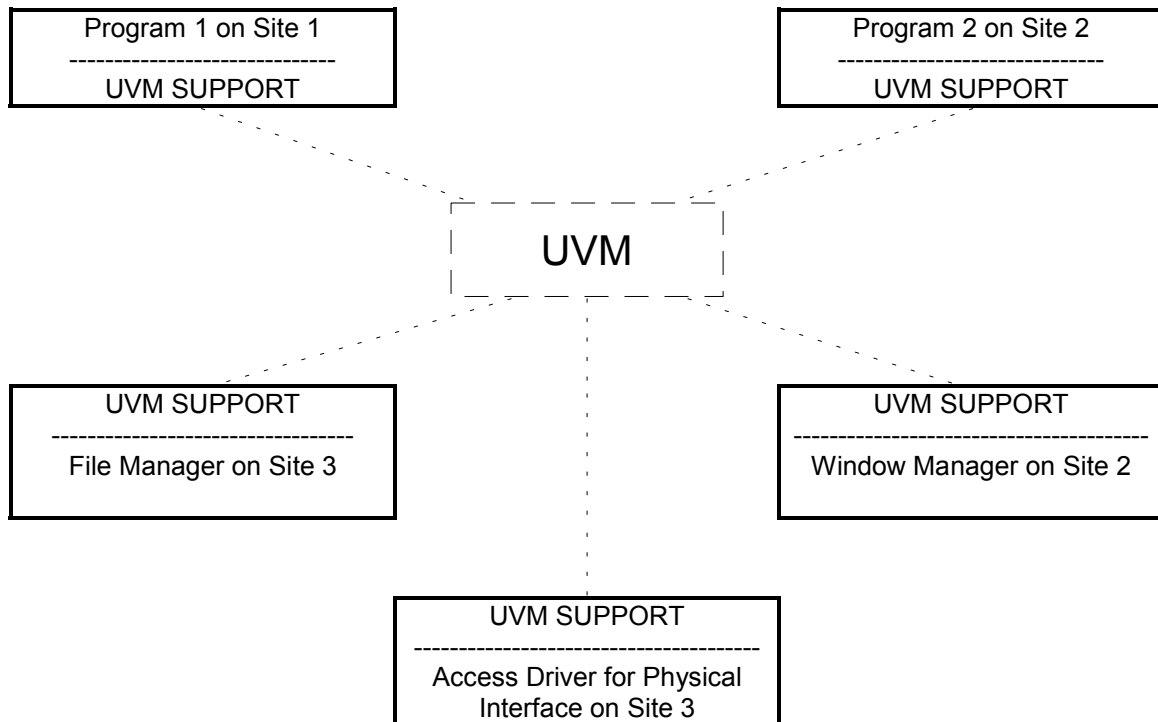 Program 1 on Site 1
------------------------------
UVM SUPPORT
Program 2 on Site 2
------------------------------
UVM SUPPORT
UVM
UVM SUPPORT
----------------------------------
File Manager on Site 3
UVM SUPPORT
----------------------------------------
Window Manager on Site 2
UVM SUPPORT
---------------------------------------
Access Driver for Physical
Interface on Site 3